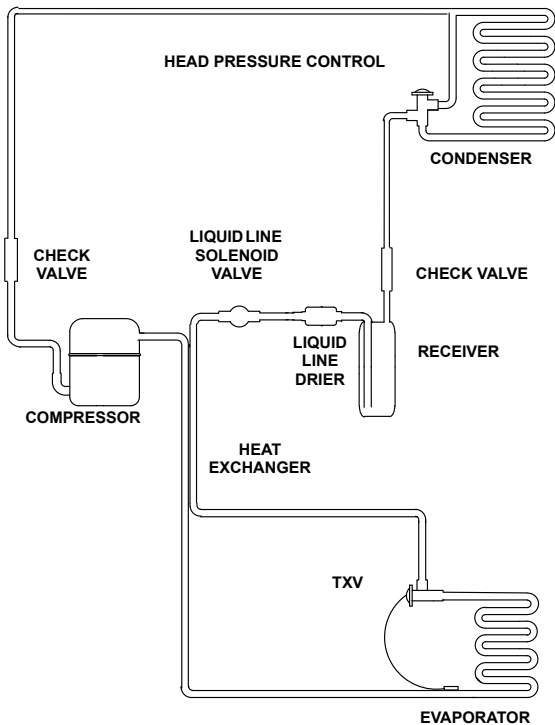 HEAD PRESSURE CONTROL
CONDENSER
CHECK
VALVE
LIQUID LINE
SOLENOID
VALVE
CHECK VALVE
LIQUID
LINE
DRIER
RECEIVER
COMPRESSOR
HEAT
EXCHANGER
TXV
EVAPORATOR